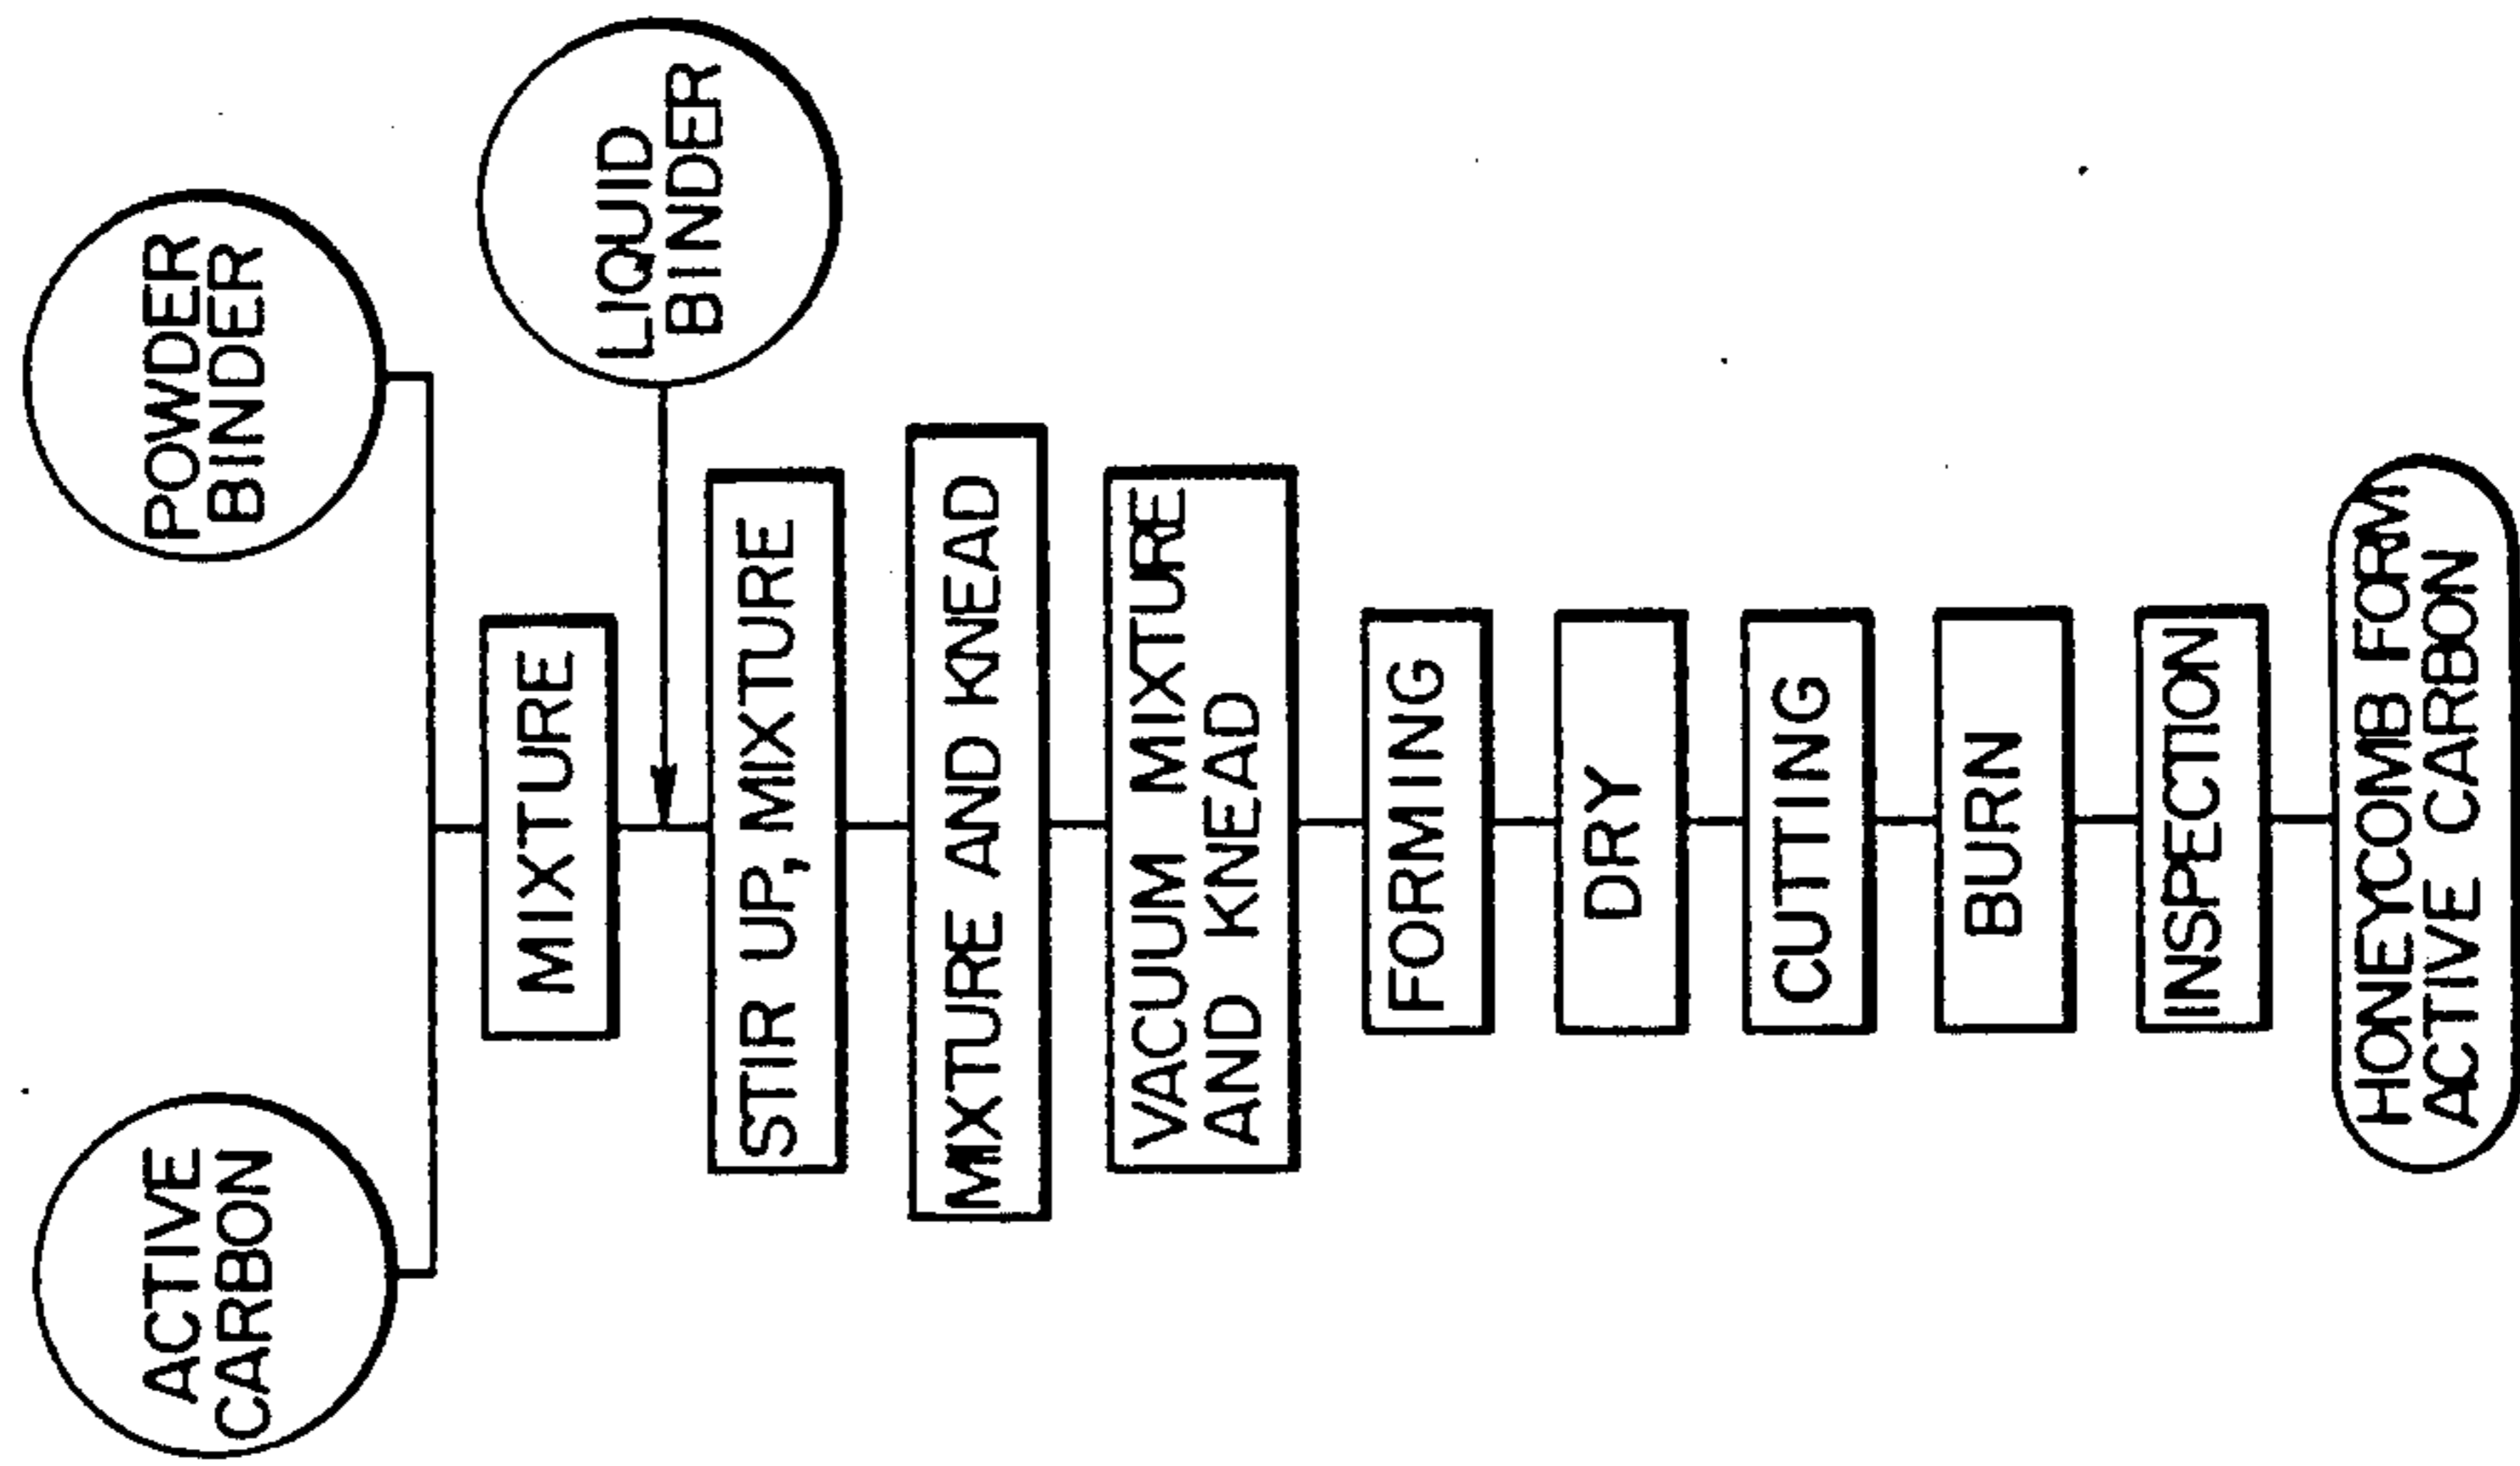 ACTIVE
CARBON
POWDER
BINDER
MIXTURE
LIQUID
BINDER
STIR UP, MIXTURE
MIXTURE AND KNEAD
VACUUM MIXTURE
AND KNEAD
FORMING
DRY
CUTTING
BURN
INSPECTION
HONEYCOMB FORM
ACTIVE CARBON